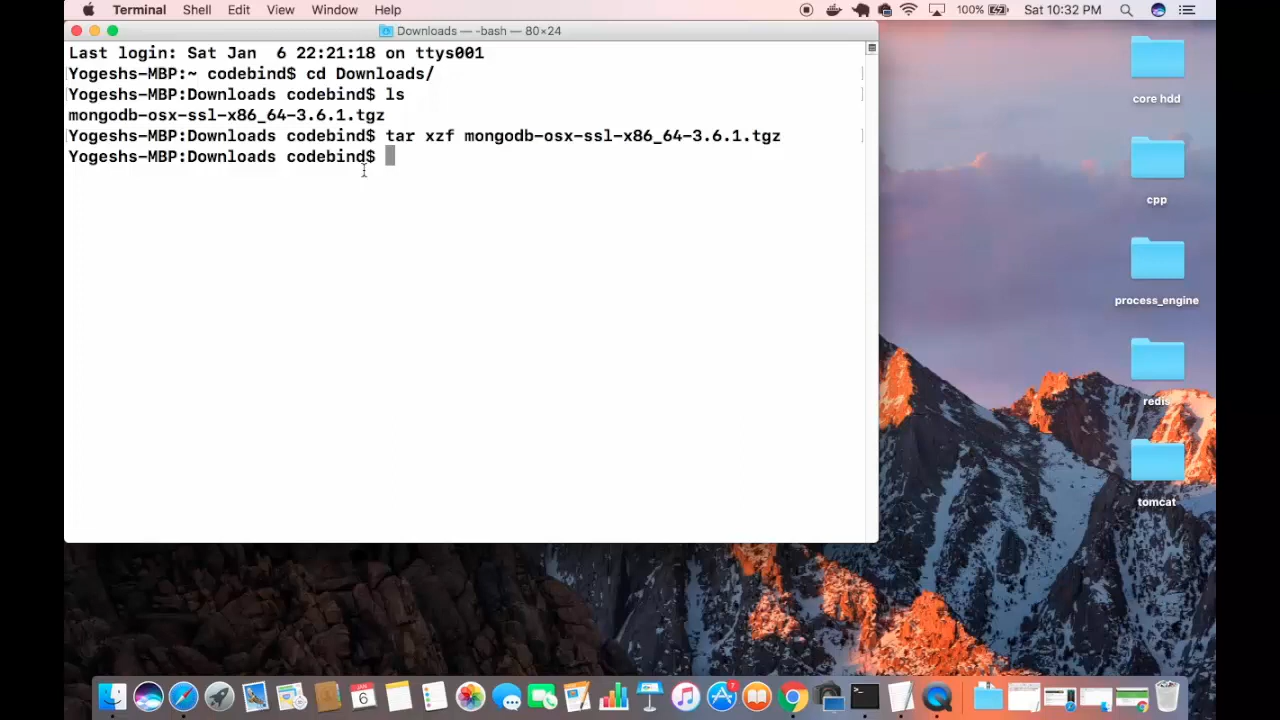 Terminal Shell Edit View Window Help 100% Sat 10:32 PM
Downloads — -bash — 80×24
Last login: Sat Jan  6 22:21:18 on ttys001
Yogeshs-MBP:~ codebind$ cd Downloads/
Yogeshs-MBP:Downloads codebind$ ls
mongodb-osx-ssl-x86_64-3.6.1.tgz
Yogeshs-MBP:Downloads codebind$ tar xzf mongodb-osx-ssl-x86_64-3.6.1.tgz
Yogeshs-MBP:Downloads codebind$
core hdd
cpp
process_engine
redis
tomcat
6
7